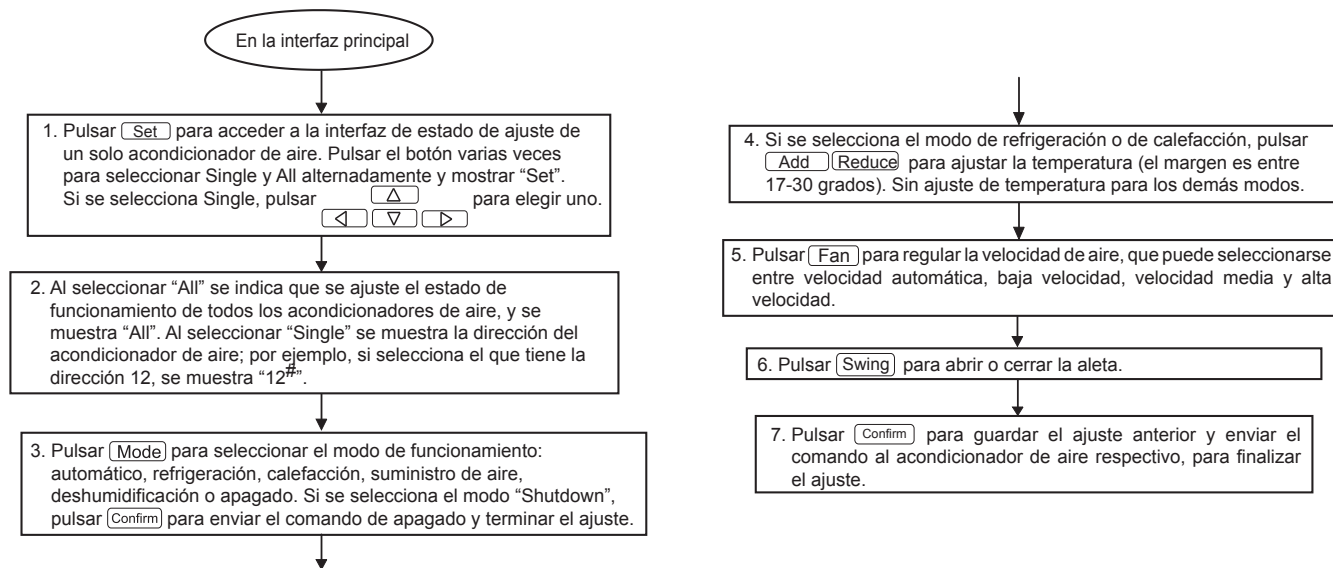 En la interfaz principal
1. Pulsar Set para acceder a la interfaz de estado de ajuste de
un solo acondicionador de aire. Pulsar el botón varias veces
para seleccionar Single y All alternadamente y mostrar “Set”.
Si se selecciona Single, pulsar △ para elegir uno.
◁ ▽ ▷
2. Al seleccionar “All” se indica que se ajuste el estado de
funcionamiento de todos los acondicionadores de aire, y se
muestra “All”. Al seleccionar “Single” se muestra la dirección del
acondicionador de aire; por ejemplo, si selecciona el que tiene la
dirección 12, se muestra “12#”.
3. Pulsar Mode para seleccionar el modo de funcionamiento:
automático, refrigeración, calefacción, suministro de aire,
deshumidificación o apagado. Si se selecciona el modo “Shutdown”,
pulsar Confirm para enviar el comando de apagado y terminar el ajuste.
4. Si se selecciona el modo de refrigeración o de calefacción, pulsar
Add Reduce para ajustar la temperatura (el margen es entre
17-30 grados). Sin ajuste de temperatura para los demás modos.
5. Pulsar Fan para regular la velocidad de aire, que puede seleccionarse
entre velocidad automática, baja velocidad, velocidad media y alta
velocidad.
6. Pulsar Swing para abrir o cerrar la aleta.
7. Pulsar Confirm para guardar el ajuste anterior y enviar el
comando al acondicionador de aire respectivo, para finalizar
el ajuste.